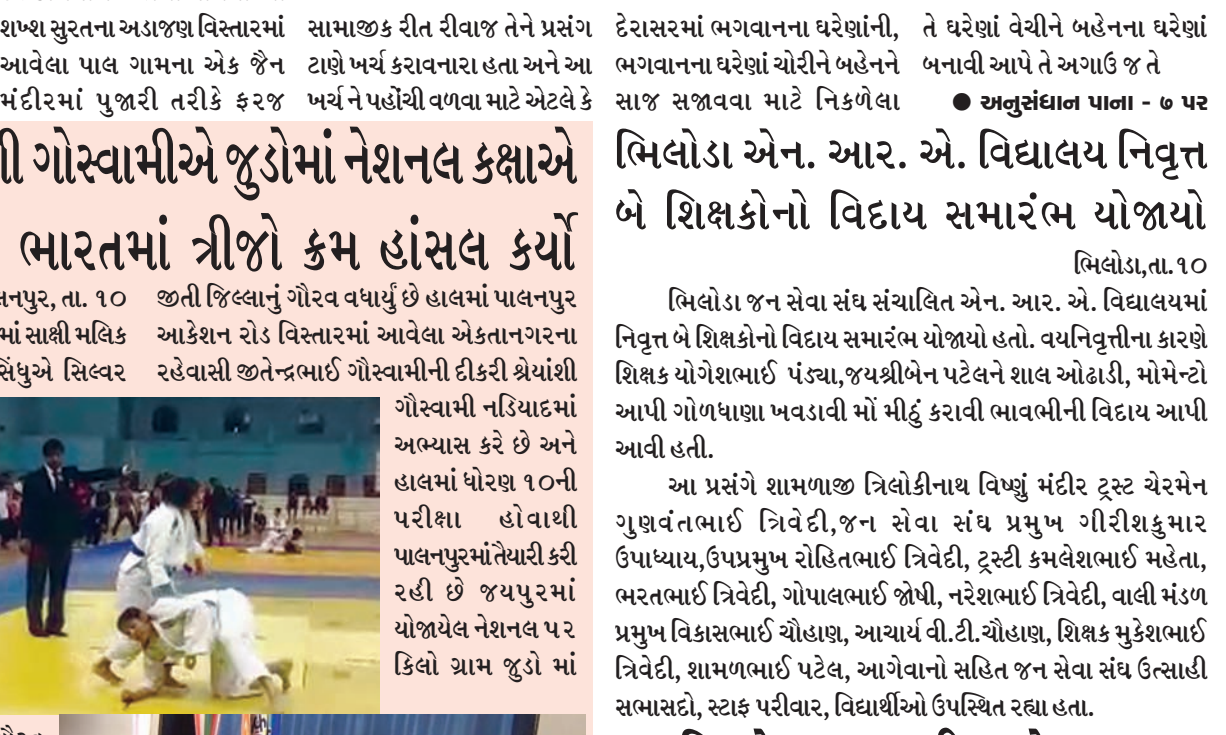 શખ્શ સુરતના અડાજણ વિસ્તારમાં
આવેલા પાલ ગામના એક જૈન
મંદીરમાં પુજારી તરીકે ફરજ
સામાજીક રીત રીવાજ તેને પ્રસંગ
ટાણે ખર્ચ કરાવનારા હતા અને આ
ખર્ચ ને પહોંચી વળવા માટે એટલે કે
દેરાસરમાં ભગવાનના ઘરેણાંની,
ભગવાનના ઘરેણાં ચોરીને બહેનને
સાજ સજાવવા માટે નિકળેલા
તે ઘરેણાં વેચીને બહેનના ઘરેણાં
બનાવી આપે તે અગાઉ જ તે
● અનુસંધાન પાના - ૭ પર
ગોસ્વામીએ જુડોમાં નેશનલ કક્ષાએ
ભારતમાં ત્રીજો ક્રમ હાંસલ કર્યો
તા. ૧૦
સાક્ષી મલિક
સિંધુએ સિલ્વર
જીતી જિલ્લાનું ગૌરવ વધાર્યું છે હાલમાં પાલનપુર
આકેશન રોડ વિસ્તારમાં આવેલા એકતાનગરના
રહેવાસી જીતેન્દ્રભાઈ ગૌસ્વામીની દીકરી શ્રેયાંશી
ગૌસ્વામી નડિયાદમાં
અભ્યાસ કરે છે અને
હાલમાં ધોરણ ૧૦ની
પરીક્ષા હોવાથી
પાલનપુરમાં તૈયારી કરી
રહી છે જયપુરમાં
યોજાયેલ નેશનલ ૫૨
કિલો ગ્રામ જુડો માં
ભિલોડા એન. આર. એ. વિદ્યાલય નિવૃત્ત
બે શિક્ષકોનો વિદાય સમારંભ યોજાયો
ભિલોડા,તા.૧૦
ભિલોડા જન સેવા સંઘ સંચાલિત એન. આર. એ. વિદ્યાલયમાં
નિવૃત્ત બે શિક્ષકોનો વિદાય સમારંભ યોજાયો હતો. વયનિવૃત્તીના કારણે
શિક્ષક યોગેશભાઈ પંડ્યા,જયશ્રીબેન પટેલને શાલ ઓઢાડી, મોમેન્ટો
આપી ગોળધાણા ખવડાવી મોં મીઠું કરાવી ભાવભીની વિદાય આપી
આવી હતી.
આ પ્રસંગે શામળાજી ત્રિલોકીનાથ વિષ્ણું મંદીર ટ્રસ્ટ ચેરમેન
ગુણવંતભાઈ ત્રિવેદી,જન સેવા સંઘ પ્રમુખ ગીરીશકુમાર
ઉપાધ્યાય,ઉપપ્રમુખ રોહિતભાઈ ત્રિવેદી, ટ્રસ્ટી કમલેશભાઈ મહેતા,
ભરતભાઈ ત્રિવેદી, ગોપાલભાઈ જોષી, નરેશભાઈ ત્રિવેદી, વાલી મંડળ
પ્રમુખ વિકાસભાઈ ચૌહાણ, આચાર્ય વી.ટી.ચૌહાણ, શિક્ષક મુકેશભાઈ
ત્રિવેદી, શામળભાઈ પટેલ, આગેવાનો સહિત જન સેવા સંઘ ઉત્સાહી
સભાસદો, સ્ટાફ પરીવાર, વિદ્યાર્થીઓ ઉપસ્થિત રહ્યા હતા.